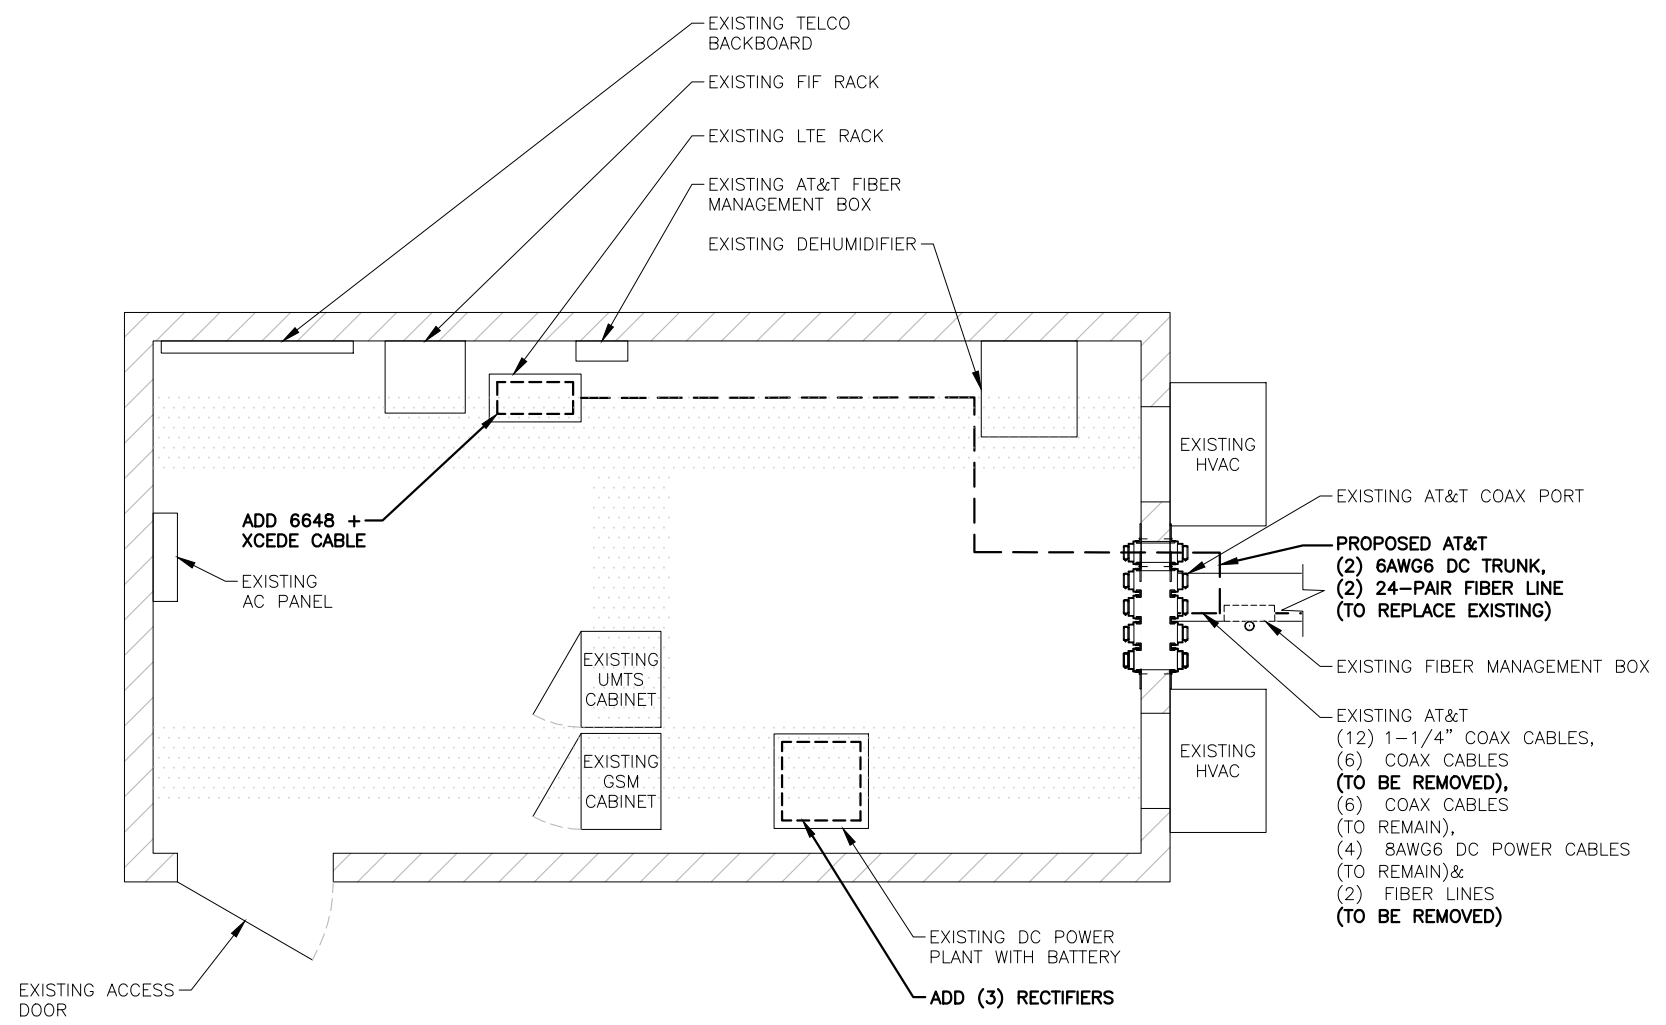 EXISTING TELCO
BACKBOARD
EXISTING FIF RACK
EXISTING LTE RACK
EXISTING AT&T FIBER
MANAGEMENT BOX
EXISTING DEHUMIDIFIER
EXISTING
HVAC
EXISTING AT&T COAX PORT
ADD 6648 +
XCEDE CABLE
PROPOSED AT&T
(2) 6AWG6 DC TRUNK,
(2) 24-PAIR FIBER LINE
(TO REPLACE EXISTING)
EXISTING
AC PANEL
EXISTING FIBER MANAGEMENT BOX
EXISTING
UMTS
CABINET
EXISTING
GSM
CABINET
EXISTING
HVAC
EXISTING AT&T
(12) 1-1/4" COAX CABLES,
(6) COAX CABLES
(TO BE REMOVED),
(6) COAX CABLES
(TO REMAIN),
(4) 8AWG6 DC POWER CABLES
(TO REMAIN)&
(2) FIBER LINES
(TO BE REMOVED)
EXISTING DC POWER
PLANT WITH BATTERY
ADD (3) RECTIFIERS
EXISTING ACCESS
DOOR